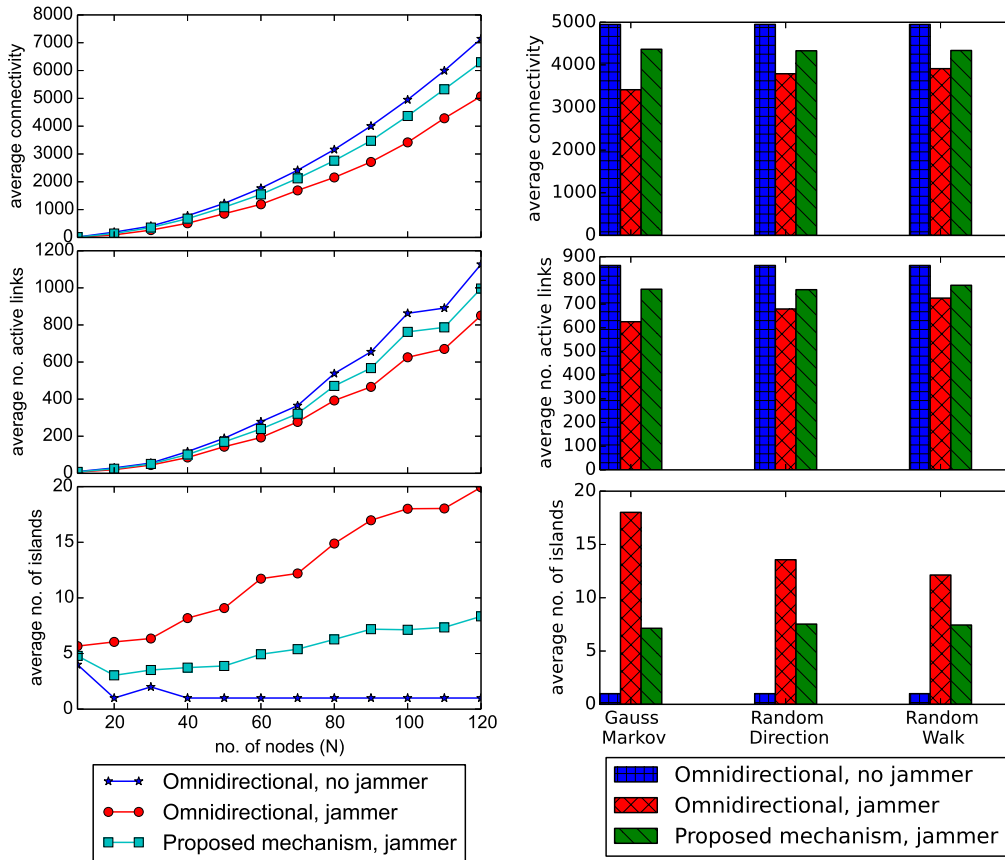 8000
7000
6000
5000
4000
3000
2000
1000
0
average connectivity
1200
1000
800
600
400
200
0
average no. active links
20
15
10
5
0
average no. of islands
20 40 60 80 100 120
no. of nodes (N)
Omnidirectional, no jammer
Omnidirectional, jammer
Proposed mechanism, jammer
5000
4000
3000
2000
1000
0
average connectivity
900
800
700
600
500
400
300
200
100
0
average no. active links
20
15
10
5
0
average no. of islands
Gauss Markov
Random Direction
Random Walk
Omnidirectional, no jammer
Omnidirectional, jammer
Proposed mechanism, jammer